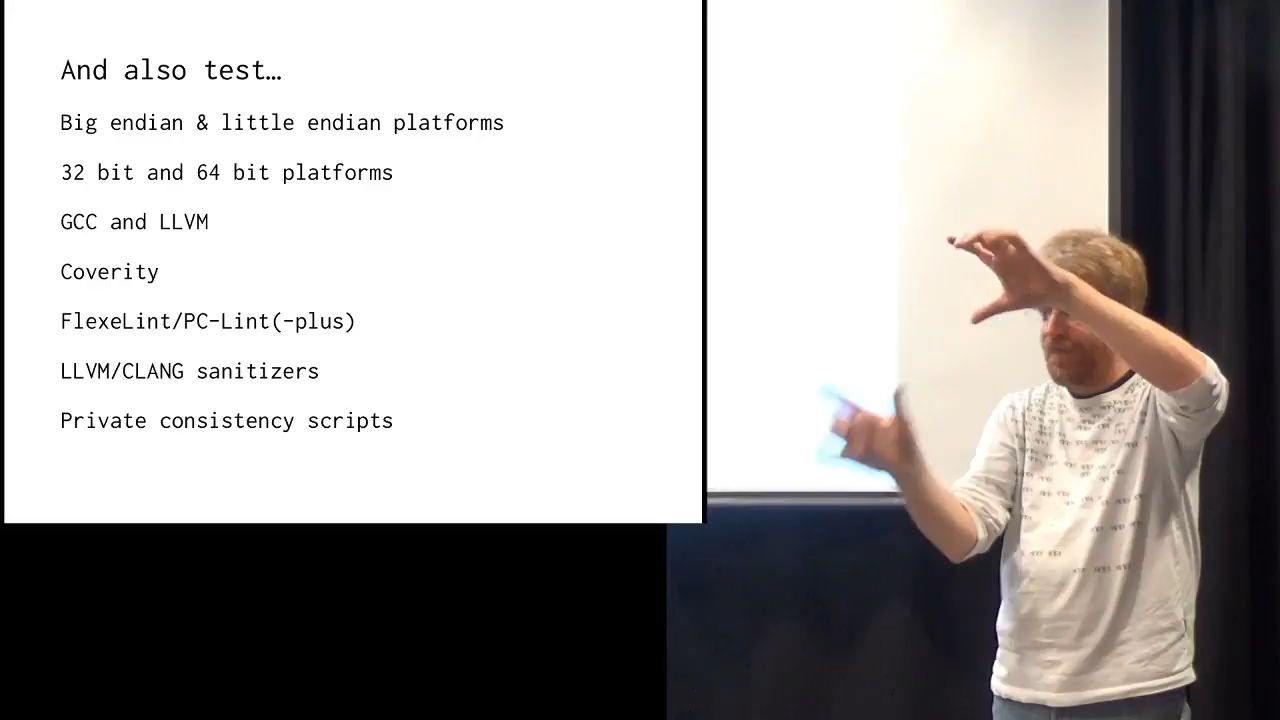 And also test…
Big endian & little endian platforms
32 bit and 64 bit platforms
GCC and LLVM
Coverity
FlexeLint/PC-Lint(-plus)
LLVM/CLANG sanitizers
Private consistency scripts